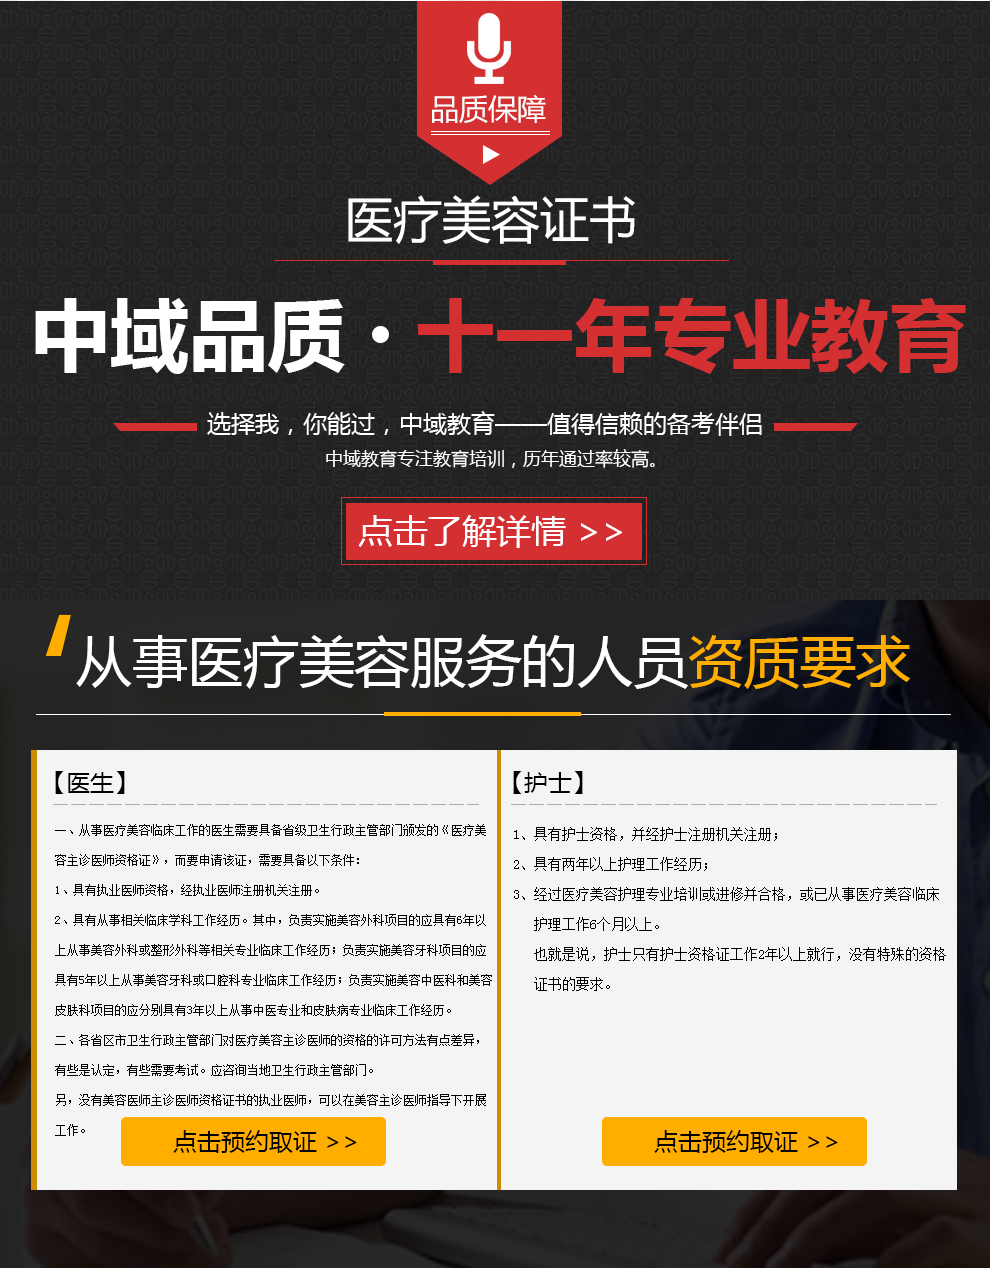 品质保障
医疗美容证书
中域品质·十一年专业教育
选择我，你能过，中域教育——值得信赖的备考伴侣
中域教育专注教育培训，历年通过率较高。
点击了解详情 >>
从事医疗美容服务的人员资质要求
【医生】
一、从事医疗美容临床工作的医生需要具备省级卫生行政主管部门颁发的《医疗美
容主诊医师资格证》，而要申请该证，需要具备以下条件：
1、具有执业医师资格，经执业医师注册机关注册。
2、具有从事相关临床学科工作经历。其中，负责实施美容外科项目的应具有6年以
上从事美容外科或整形外科等相关专业临床工作经历；负责实施美容牙科项目的应
具有5年以上从事美容牙科或口腔科专业临床工作经历；负责实施美容中医科和美容
皮肤科项目的应分别具有3年以上从事中医专业和皮肤病专业临床工作经历。
二、各省区市卫生行政主管部门对医疗美容主诊医师的资格的许可方法有点差异，
有些是认定，有些需要考试。应咨询当地卫生行政主管部门。
另，没有美容医师主诊医师资格证书的执业医师，可以在美容主诊医师指导下开展
工作。
点击预约取证 >>
【护士】
1、具有护士资格，并经护士注册机关注册；
2、具有两年以上护理工作经历；
3、经过医疗美容护理专业培训或进修并合格，或已从事医疗美容临床
护理工作6个月以上。
也就是说，护士只有护士资格证工作2年以上就行，没有特殊的资格
证书的要求。
点击预约取证 >>